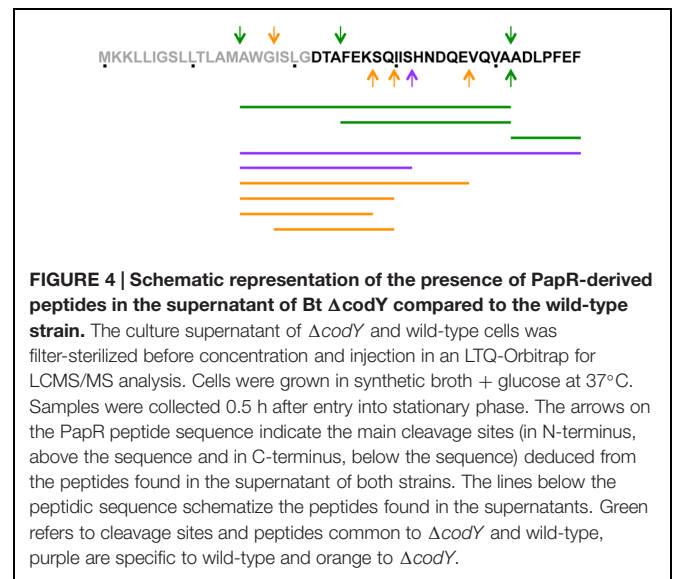 MKKLLIGSLLTLAMAWGISLGDTAFEKSQIISHNDQEVQVAADLPFEF
FIGURE 4 | Schematic representation of the presence of PapR-derived
peptides in the supernatant of Bt ΔcodY compared to the wild-type
strain. The culture supernatant of ΔcodY and wild-type cells was
filter-sterilized before concentration and injection in an LTQ-Orbitrap for
LCMS/MS analysis. Cells were grown in synthetic broth + glucose at 37°C.
Samples were collected 0.5 h after entry into stationary phase. The arrows on
the PapR peptide sequence indicate the main cleavage sites (in N-terminus,
above the sequence and in C-terminus, below the sequence) deduced from
the peptides found in the supernatant of both strains. The lines below the
peptidic sequence schematize the peptides found in the supernatants. Green
refers to cleavage sites and peptides common to ΔcodY and wild-type,
purple are specific to wild-type and orange to ΔcodY.